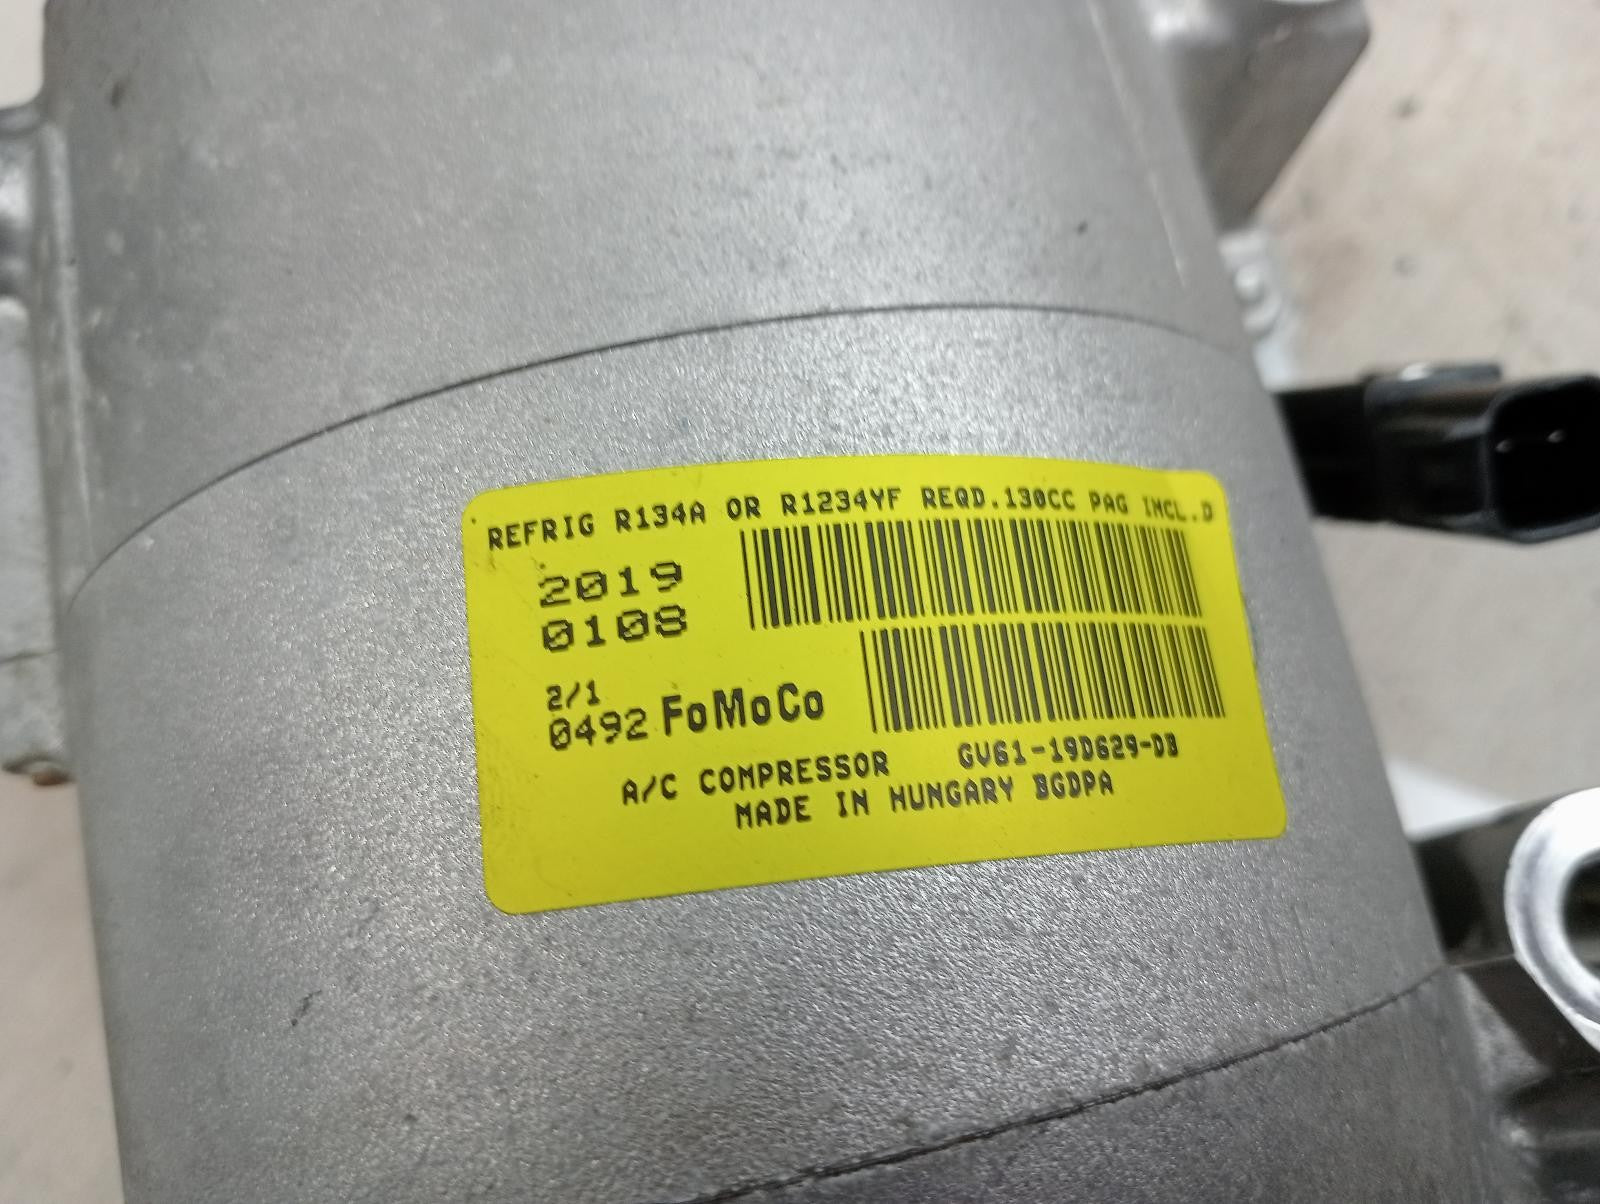 REFRIG R134A OR R1234YF REQD.130CC PAG INCL.D
2019
0108
2/1
0492 FoMoCo
A/C COMPRESSOR GV61-19D629-DB
MADE IN HUNGARY BGDPA